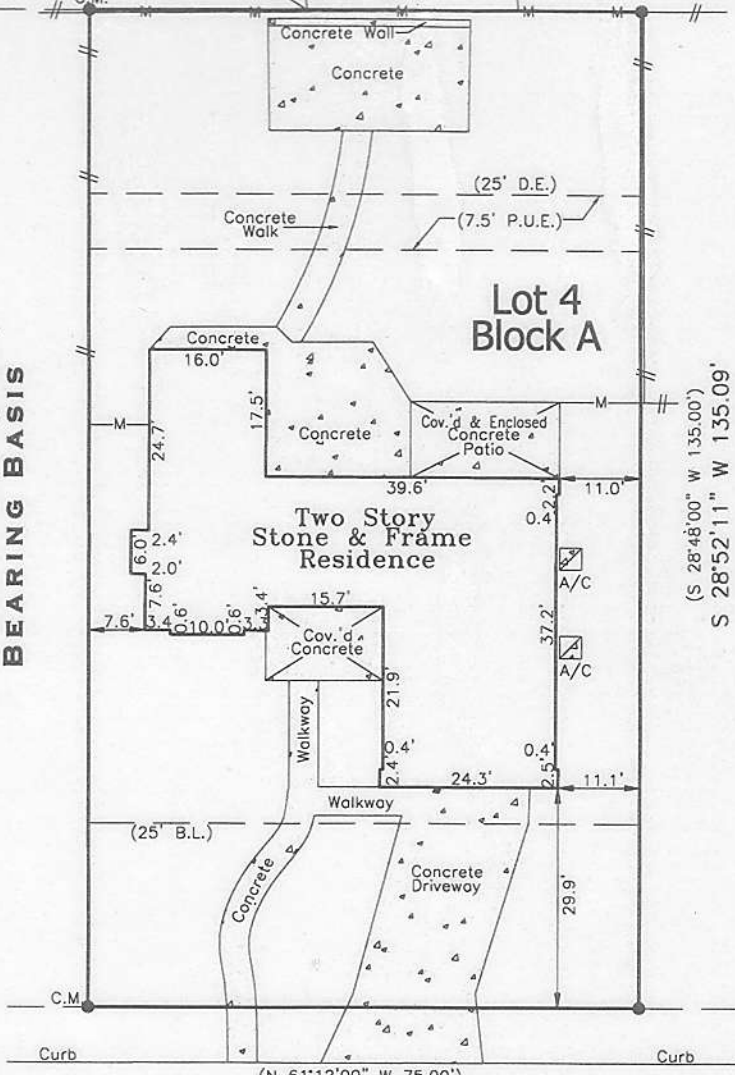 Concrete Wall
Concrete
(25' D.E.)
Concrete
Walk
(7.5' P.U.E.)
Lot 4
Block A
Concrete
16.0'
24.7'
17.5'
Concrete
Cov.'d & Enclosed
Concrete
Patio
M
M
M
M
M
M
M
39.6'
2.2'
0.4'
11.0'
Two Story
Stone & Frame
Residence
6.0'
2.4'
2.0'
7.6'
7.6'
3.4'
0.6'
10.0'
0.6'
3.4'
15.7'
Cov.'d
Concrete
A/C
A/C
37.2'
21.9'
0.4'
2.4'
24.3'
0.4'
2.5'
11.1'
Walkway
Walkway
(25' B.L.)
Concrete
Concrete
Driveway
29.9'
C.M.
Curb
Curb
(N 61°12'00" W 75.00')
BEARING BASIS
(S 28°48'00" W 135.00')
S 28°52'11" W 135.09'